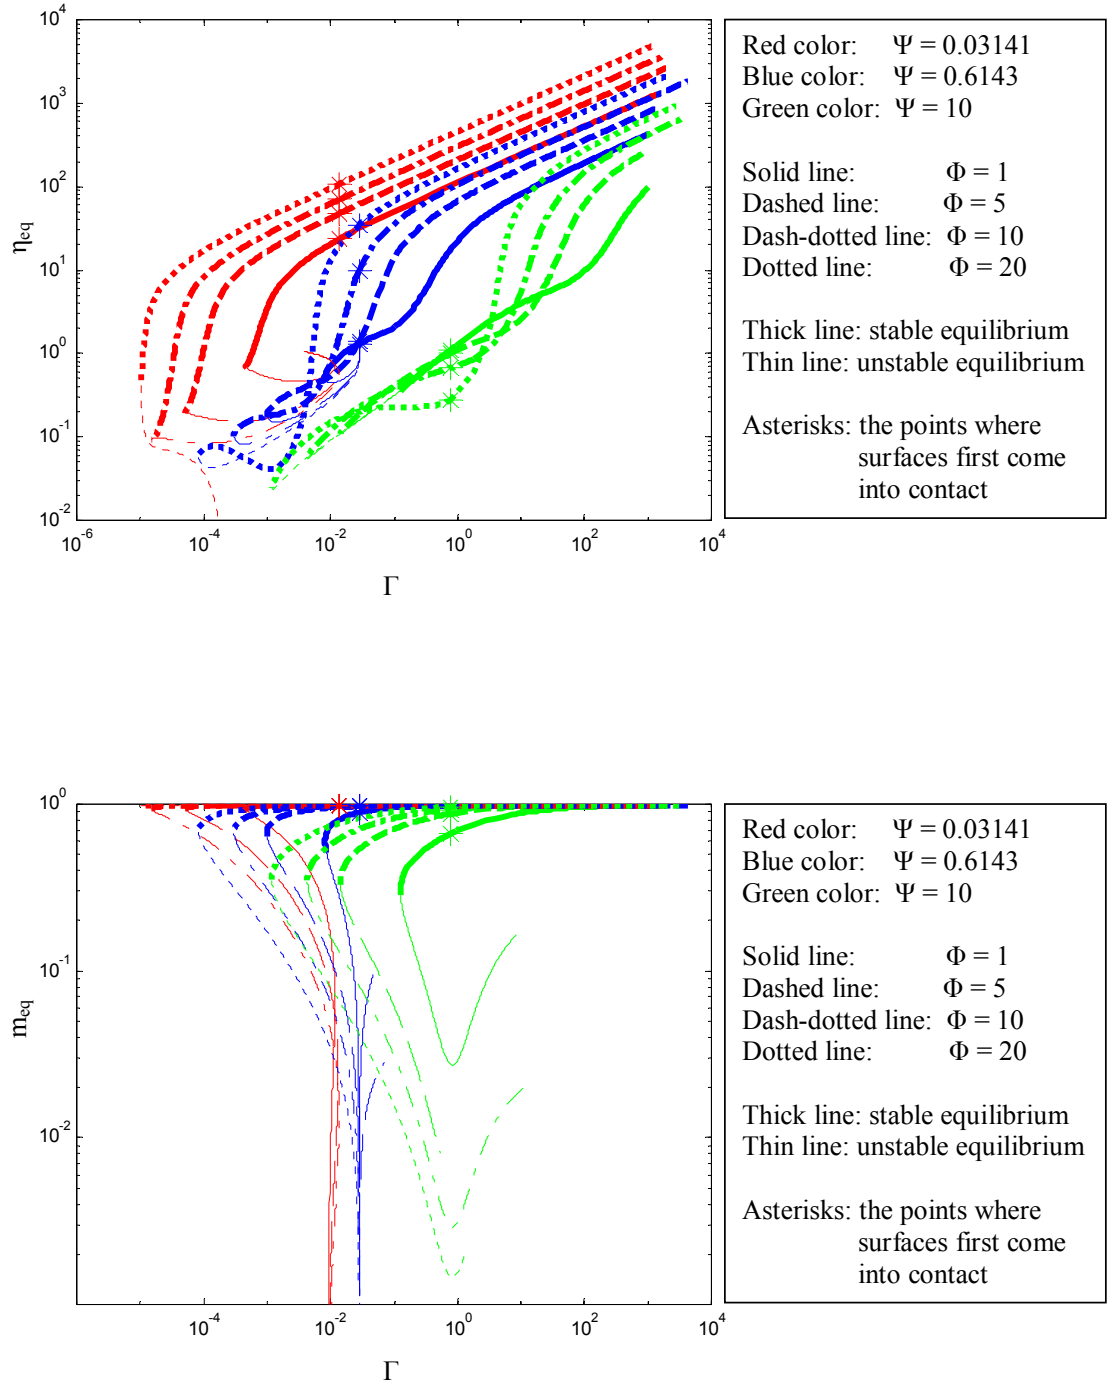 10^4
10^3
10^2
10^1
10^0
10^-1
10^-2
η_eq
10^-6
10^-4
10^-2
10^0
10^2
10^4
Γ
Red color: Ψ = 0.03141
Blue color: Ψ = 0.6143
Green color: Ψ = 10
Solid line: Φ = 1
Dashed line: Φ = 5
Dash-dotted line: Φ = 10
Dotted line: Φ = 20
Thick line: stable equilibrium
Thin line: unstable equilibrium
Asterisks: the points where
surfaces first come
into contact
10^0
10^-1
10^-2
m_eq
10^-4
10^-2
10^0
10^2
10^4
Γ
Red color: Ψ = 0.03141
Blue color: Ψ = 0.6143
Green color: Ψ = 10
Solid line: Φ = 1
Dashed line: Φ = 5
Dash-dotted line: Φ = 10
Dotted line: Φ = 20
Thick line: stable equilibrium
Thin line: unstable equilibrium
Asterisks: the points where
surfaces first come
into contact